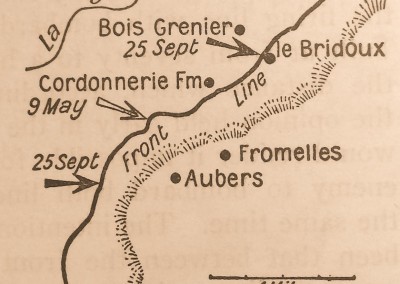 La
Bois Grenier
25 Sept
le Bridoux
Cordonnerie Fm
9 May
Front Line
25 Sept
Fromelles
Aubers